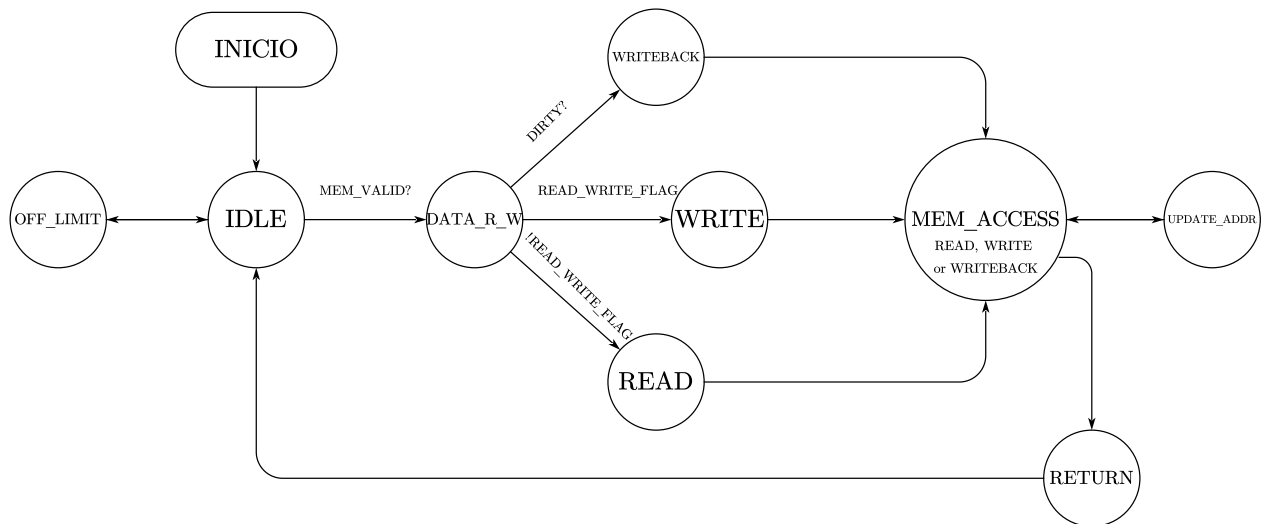 INICIO
WRITEBACK
DIRTY?
OFF_LIMIT
IDLE
MEM_VALID?
DATA_R_W
READ_WRITE_FLAG
WRITE
MEM_ACCESS
READ, WRITE
or WRITEBACK
UPDATE_ADDR
!READ_WRITE_FLAG
READ
RETURN